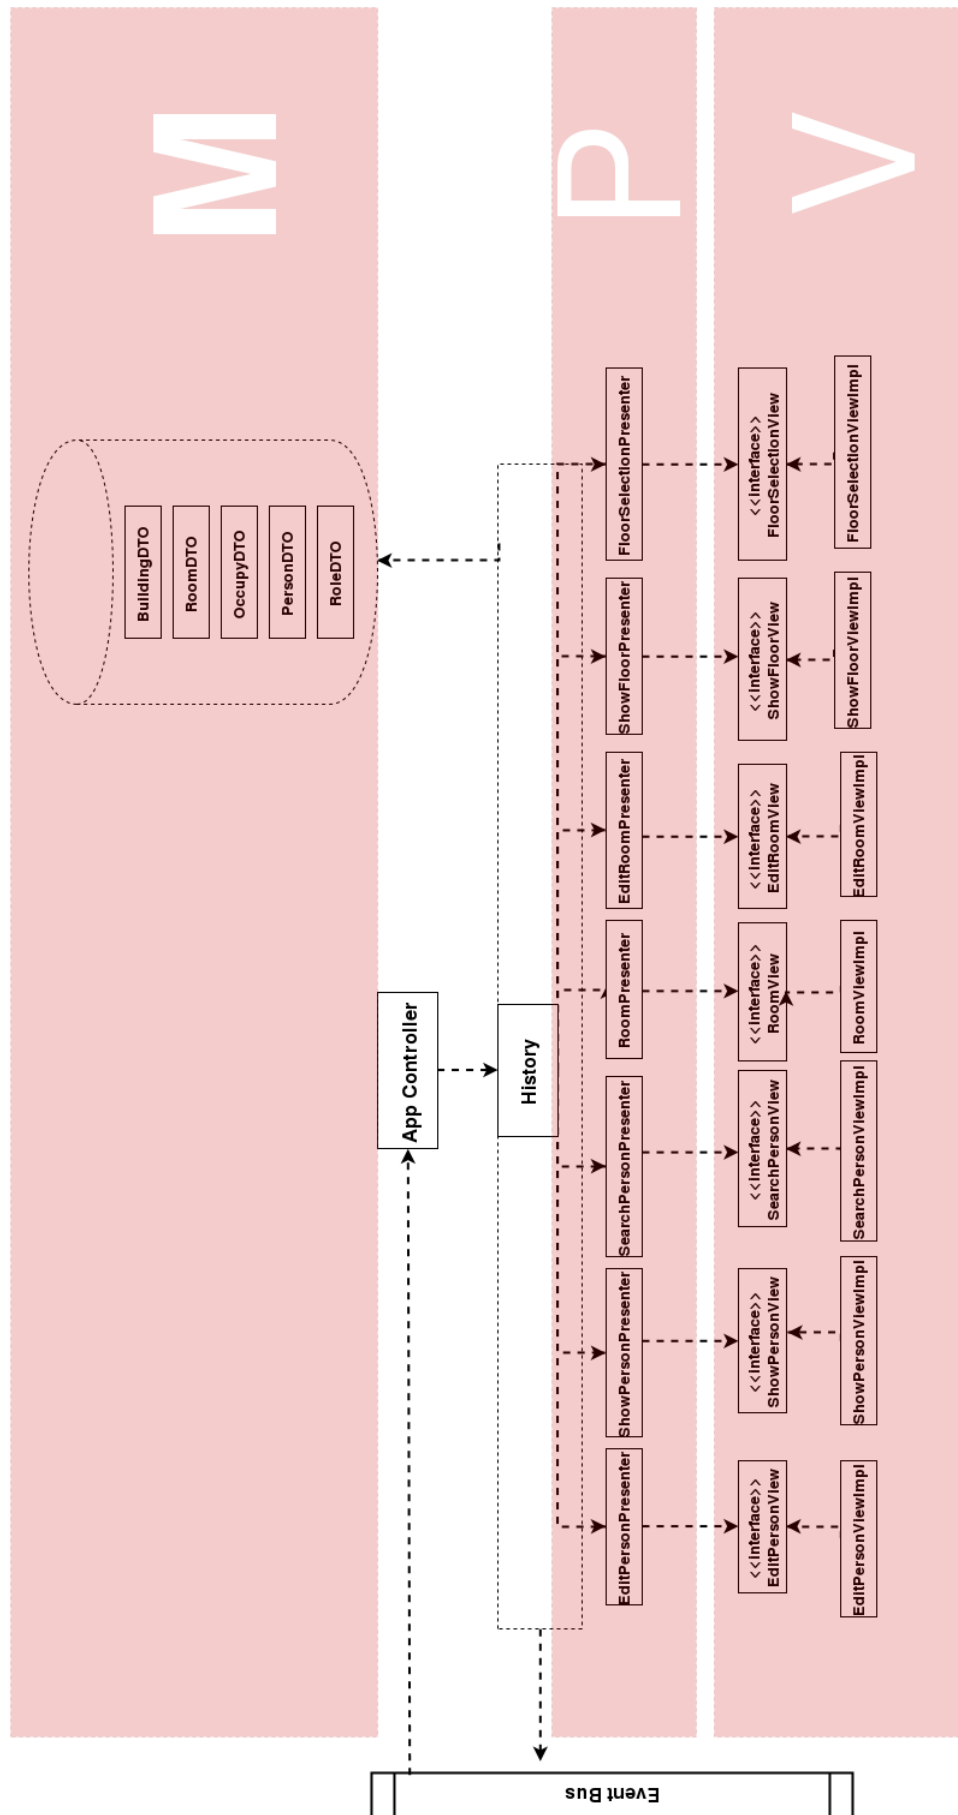 M
P
V
BuildingDTO
RoomDTO
OccupyDTO
PersonDTO
RoleDTO
App Controller
History
FloorSelectionPresenter
ShowFloorPresenter
EditRoomPresenter
RoomPresenter
SearchPersonPresenter
ShowPersonPresenter
EditPersonPresenter
<<Interface>>
FloorSelectionView
<<Interface>>
ShowFloorView
<<Interface>>
EditRoomView
<<Interface>>
RoomView
<<Interface>>
SearchPersonView
<<Interface>>
ShowPersonView
<<Interface>>
EditPersonView
FloorSelectionViewImpl
ShowFloorViewImpl
EditRoomViewImpl
RoomViewImpl
SearchPersonViewImpl
ShowPersonViewImpl
EditPersonViewImpl
Event Bus